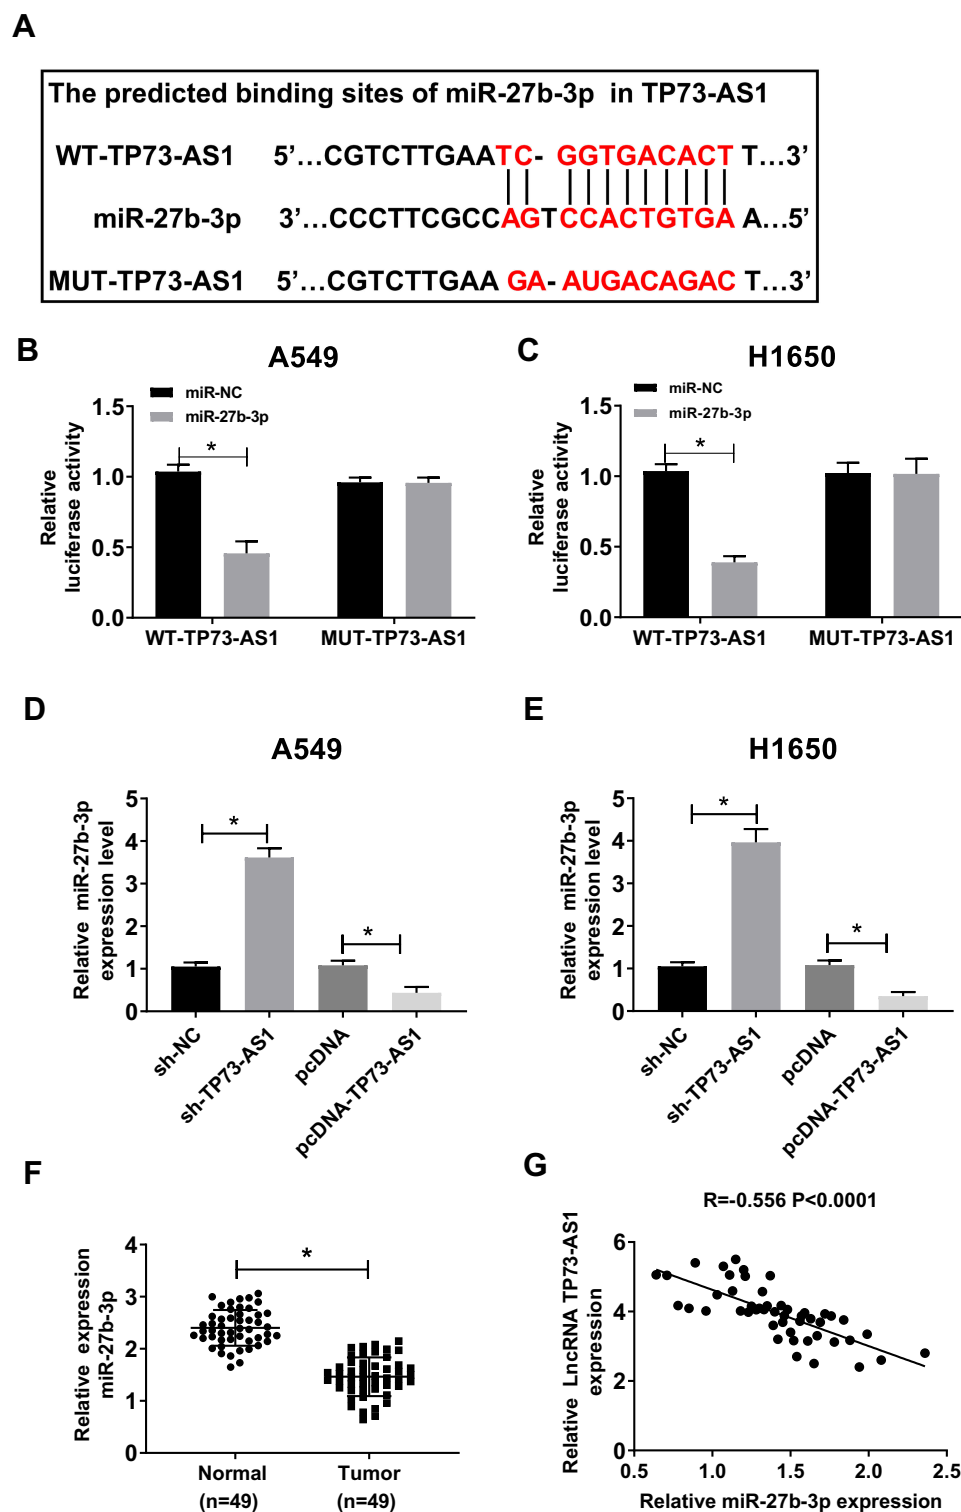 A
The predicted binding sites of miR-27b-3p in TP73-AS1
WT-TP73-AS1 5’...CGTCTTGAATC- GGTGACACT T...3’
miR-27b-3p 3’...CCCTTCGCCAGTCCACTGTGA A...5’
MUT-TP73-AS1 5’...CGTCTTGAA GA- AUGACAGAC T...3’
B
A549
miR-NC
miR-27b-3p
Relative
luciferase activity
1.5
1.0
0.5
0.0
*
WT-TP73-AS1 MUT-TP73-AS1
C
H1650
miR-NC
miR-27b-3p
Relative
luciferase activity
1.5
1.0
0.5
0.0
*
WT-TP73-AS1 MUT-TP73-AS1
D
A549
Relative miR-27b-3p
expression level
5
4
3
2
1
0
*
*
sh-NC
sh-TP73-AS1
pcDNA
pcDNA-TP73-AS1
E
H1650
Relative miR-27b-3p
expression level
5
4
3
2
1
0
*
*
sh-NC
sh-TP73-AS1
pcDNA
pcDNA-TP73-AS1
F
Relative expression
miR-27b-3p
4
3
2
1
0
*
Normal Tumor
(n=49) (n=49)
G
R=-0.556 P<0.0001
Relative LncRNA TP73-AS1
expression
6
4
2
0
0.5 1.0 1.5 2.0 2.5
Relative miR-27b-3p expression